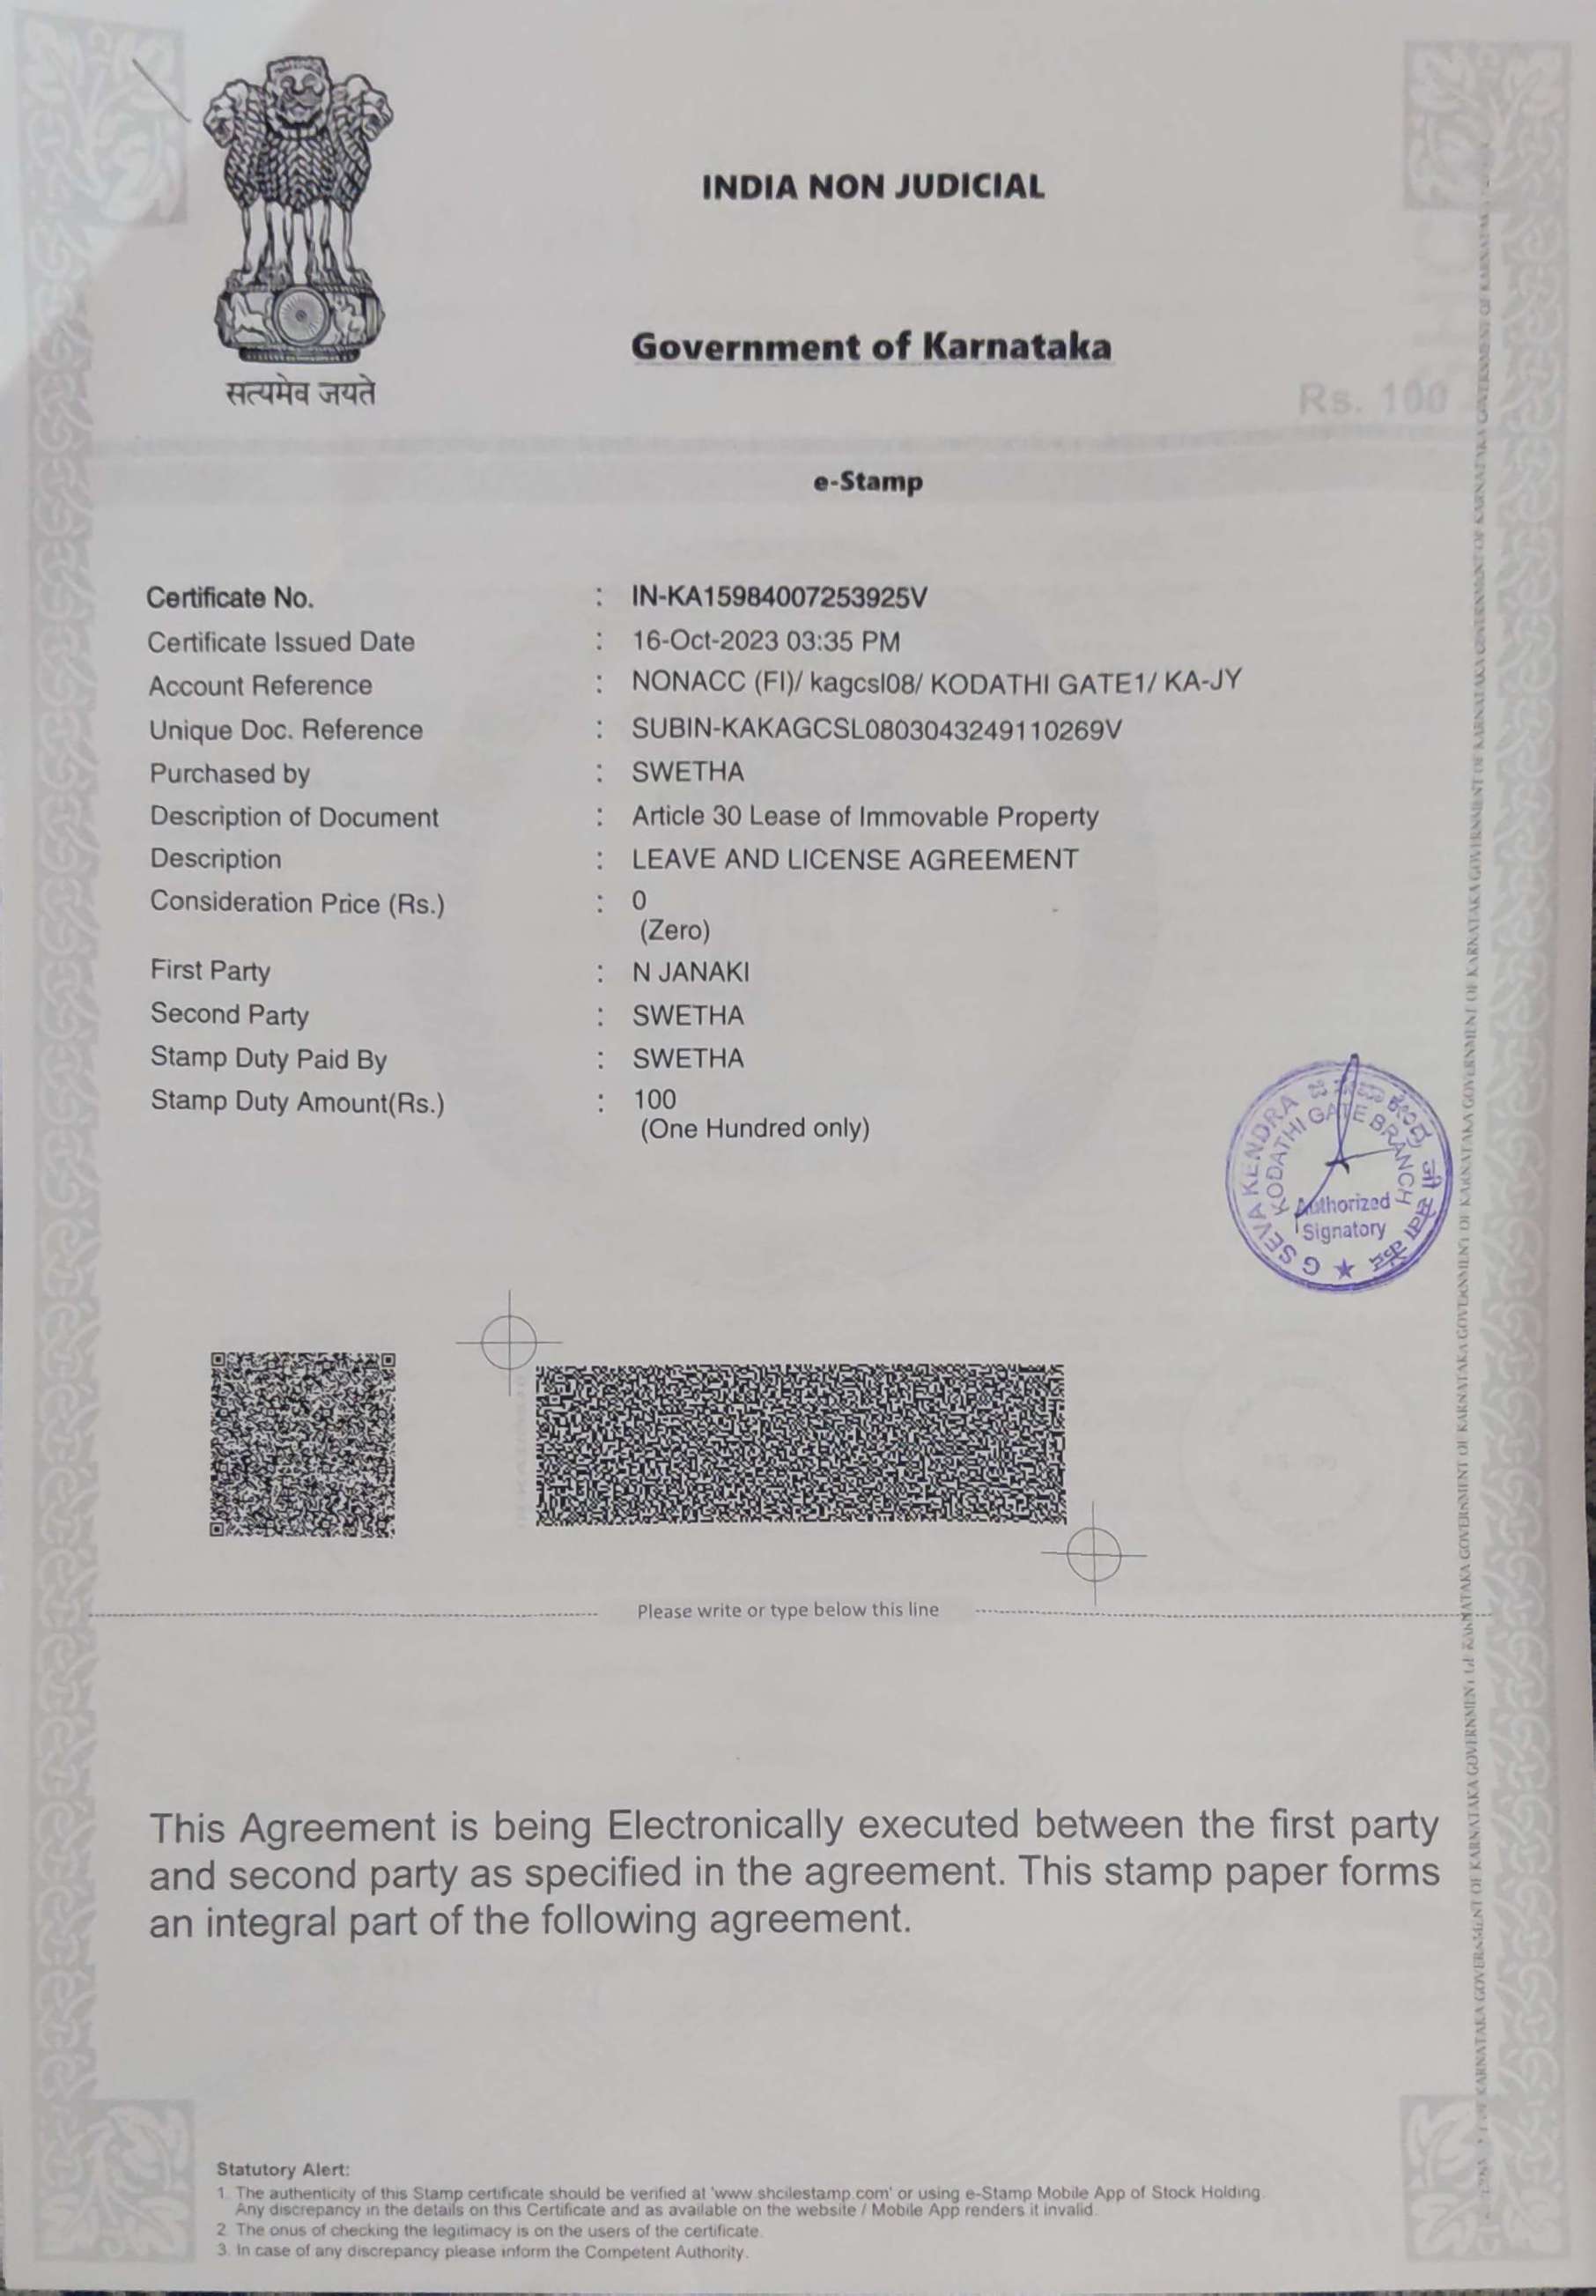 INDIA NON JUDICIAL
Government of Karnataka
सत्यमेव जयते
Rs. 100
e-Stamp
Certificate No. : IN-KA15984007253925V
Certificate Issued Date : 16-Oct-2023 03:35 PM
Account Reference : NONACC (FI)/ kagcsl08/ KODATHI GATE1/ KA-JY
Unique Doc. Reference : SUBIN-KAKAGCSL0803043249110269V
Purchased by : SWETHA
Description of Document : Article 30 Lease of Immovable Property
Description : LEAVE AND LICENSE AGREEMENT
Consideration Price (Rs.) : 0
(Zero)
First Party : N JANAKI
Second Party : SWETHA
Stamp Duty Paid By : SWETHA
Stamp Duty Amount(Rs.) : 100
(One Hundred only)
G SEVA KENDRA
KODATHI GATE BRANCH
जी सेवा केंद्र
Authorized
Signatory
Please write or type below this line
This Agreement is being Electronically executed between the first party
and second party as specified in the agreement. This stamp paper forms
an integral part of the following agreement.
Statutory Alert:
1. The authenticity of this Stamp certificate should be verified at 'www.shcilestamp.com' or using e-Stamp Mobile App of Stock Holding.
Any discrepancy in the details on this Certificate and as available on the website / Mobile App renders it invalid.
2. The onus of checking the legitimacy is on the users of the certificate.
3. In case of any discrepancy please inform the Competent Authority.